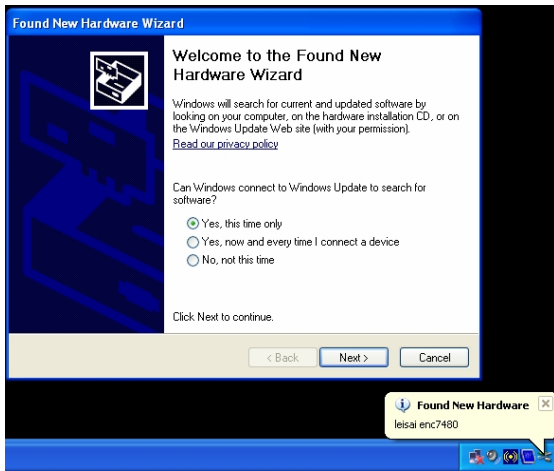 Found New Hardware Wizard
Welcome to the Found New
Hardware Wizard
Windows will search for current and updated software by
looking on your computer, on the hardware installation CD, or on
the Windows Update Web site (with your permission).
Read our privacy policy
Can Windows connect to Windows Update to search for
software?
Yes, this time only
Yes, now and every time I connect a device
No, not this time
Click Next to continue.
< Back
Next >
Cancel
Found New Hardware
leisai enc7480